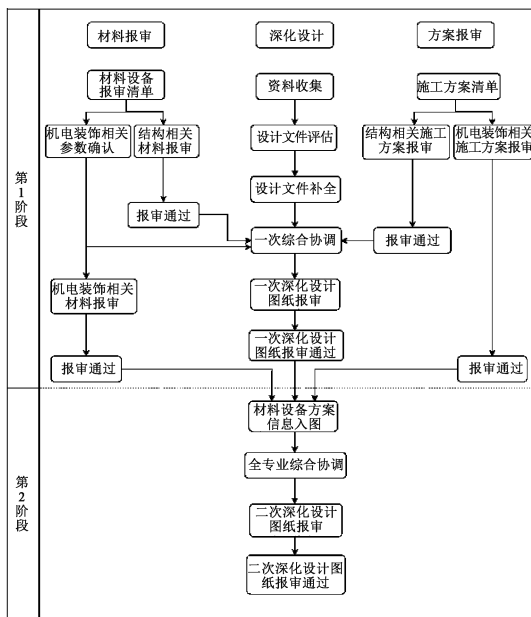 材料报审
深化设计
方案报审
材料设备
报审清单
资料收集
施工方案清单
机电装饰相关
参数确认
结构相关
材料报审
设计文件评估
结构相关施工
方案报审
机电装饰相关
施工方案报审
设计文件补全
第1阶段
报审通过
一次综合协调
报审通过
机电装饰相关
材料报审
一次深化设计
图纸报审
一次深化设计
图纸报审通过
报审通过
报审通过
材料设备方案
信息入图
全专业综合协调
第2阶段
二次深化设计
图纸报审
二次深化设计图
纸报审通过